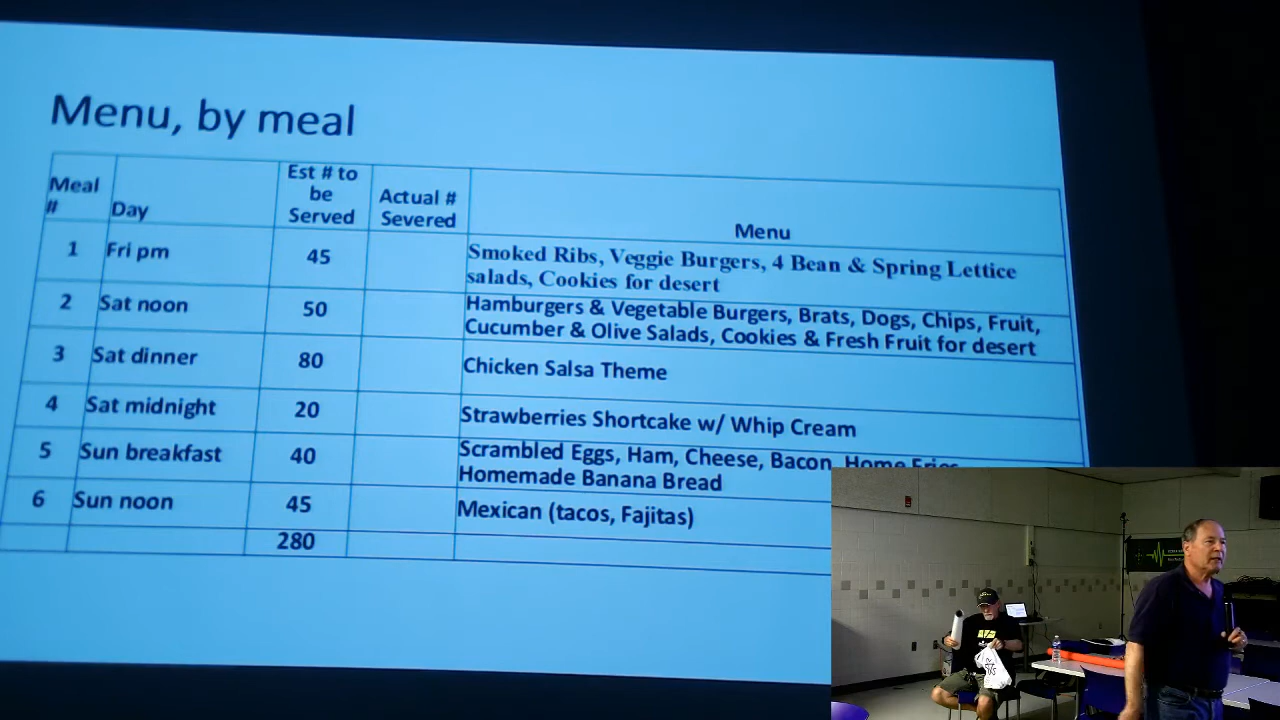 Menu, by meal
Meal # Day Est # to be Served Actual # Severed Menu
1 Fri pm 45 Smoked Ribs, Veggie Burgers, 4 Bean & Spring Lettice
salads, Cookies for desert
2 Sat noon 50 Hamburgers & Vegetable Burgers, Brats, Dogs, Chips, Fruit,
Cucumber & Olive Salads, Cookies & Fresh Fruit for desert
3 Sat dinner 80 Chicken Salsa Theme
4 Sat midnight 20 Strawberries Shortcake w/ Whip Cream
5 Sun breakfast 40 Scrambled Eggs, Ham, Cheese, Bacon, Home Fries
Homemade Banana Bread
6 Sun noon 45 Mexican (tacos, Fajitas)
280